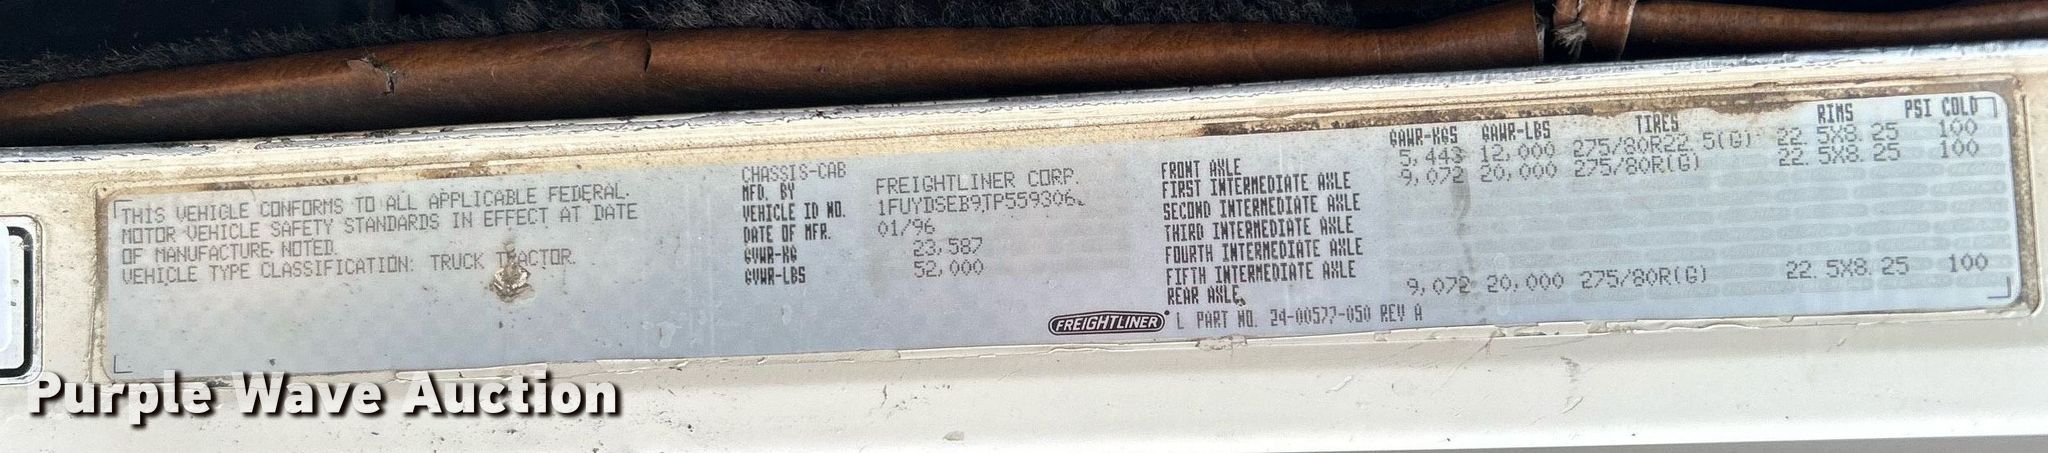 THIS VEHICLE CONFORMS TO ALL APPLICABLE FEDERAL
MOTOR VEHICLE SAFETY STANDARDS IN EFFECT AT DATE
OF MANUFACTURE NOTED.
VEHICLE TYPE CLASSIFICATION: TRUCK TRACTOR
CHASSIS-CAB
MFD. BY FREIGHTLINER CORP.
VEHICLE ID NO. 1FUYDSEB9TP559306
DATE OF MFR. 01/96
GVWR-KG 23,587
GVWR-LBS 52,000
GAWR-KGS GAWR-LBS TIRES RIMS PSI COLD
FRONT AXLE 5,443 12,000 275/80R22.5(G) 22.5X8.25 100
FIRST INTERMEDIATE AXLE 9,072 20,000 275/80R(G) 22.5X8.25 100
SECOND INTERMEDIATE AXLE
THIRD INTERMEDIATE AXLE
FOURTH INTERMEDIATE AXLE
FIFTH INTERMEDIATE AXLE
REAR AXLE 9,072 20,000 275/80R(G) 22.5X8.25 100
FREIGHTLINER L PART NO. 24-00577-050 REV A
Purple Wave Auction